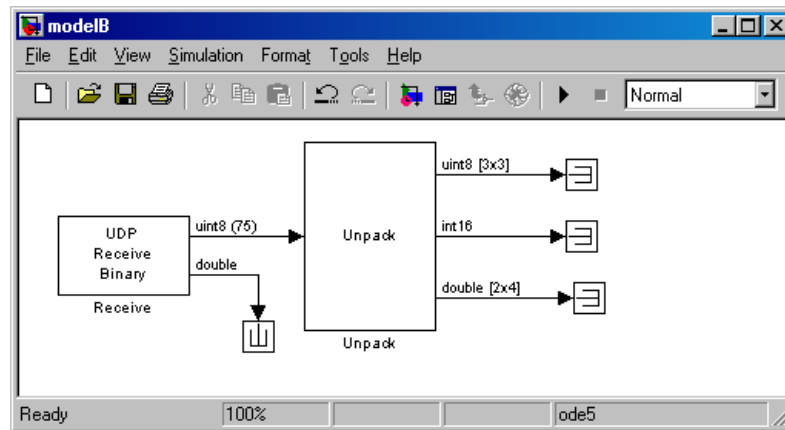 modelB
File Edit View Simulation Format Tools Help
Normal
uint8 [3x3]
UDP
Receive
Binary
uint8 (75)
Unpack
int16
double
double [2x4]
Receive
Unpack
Ready 100% ode5